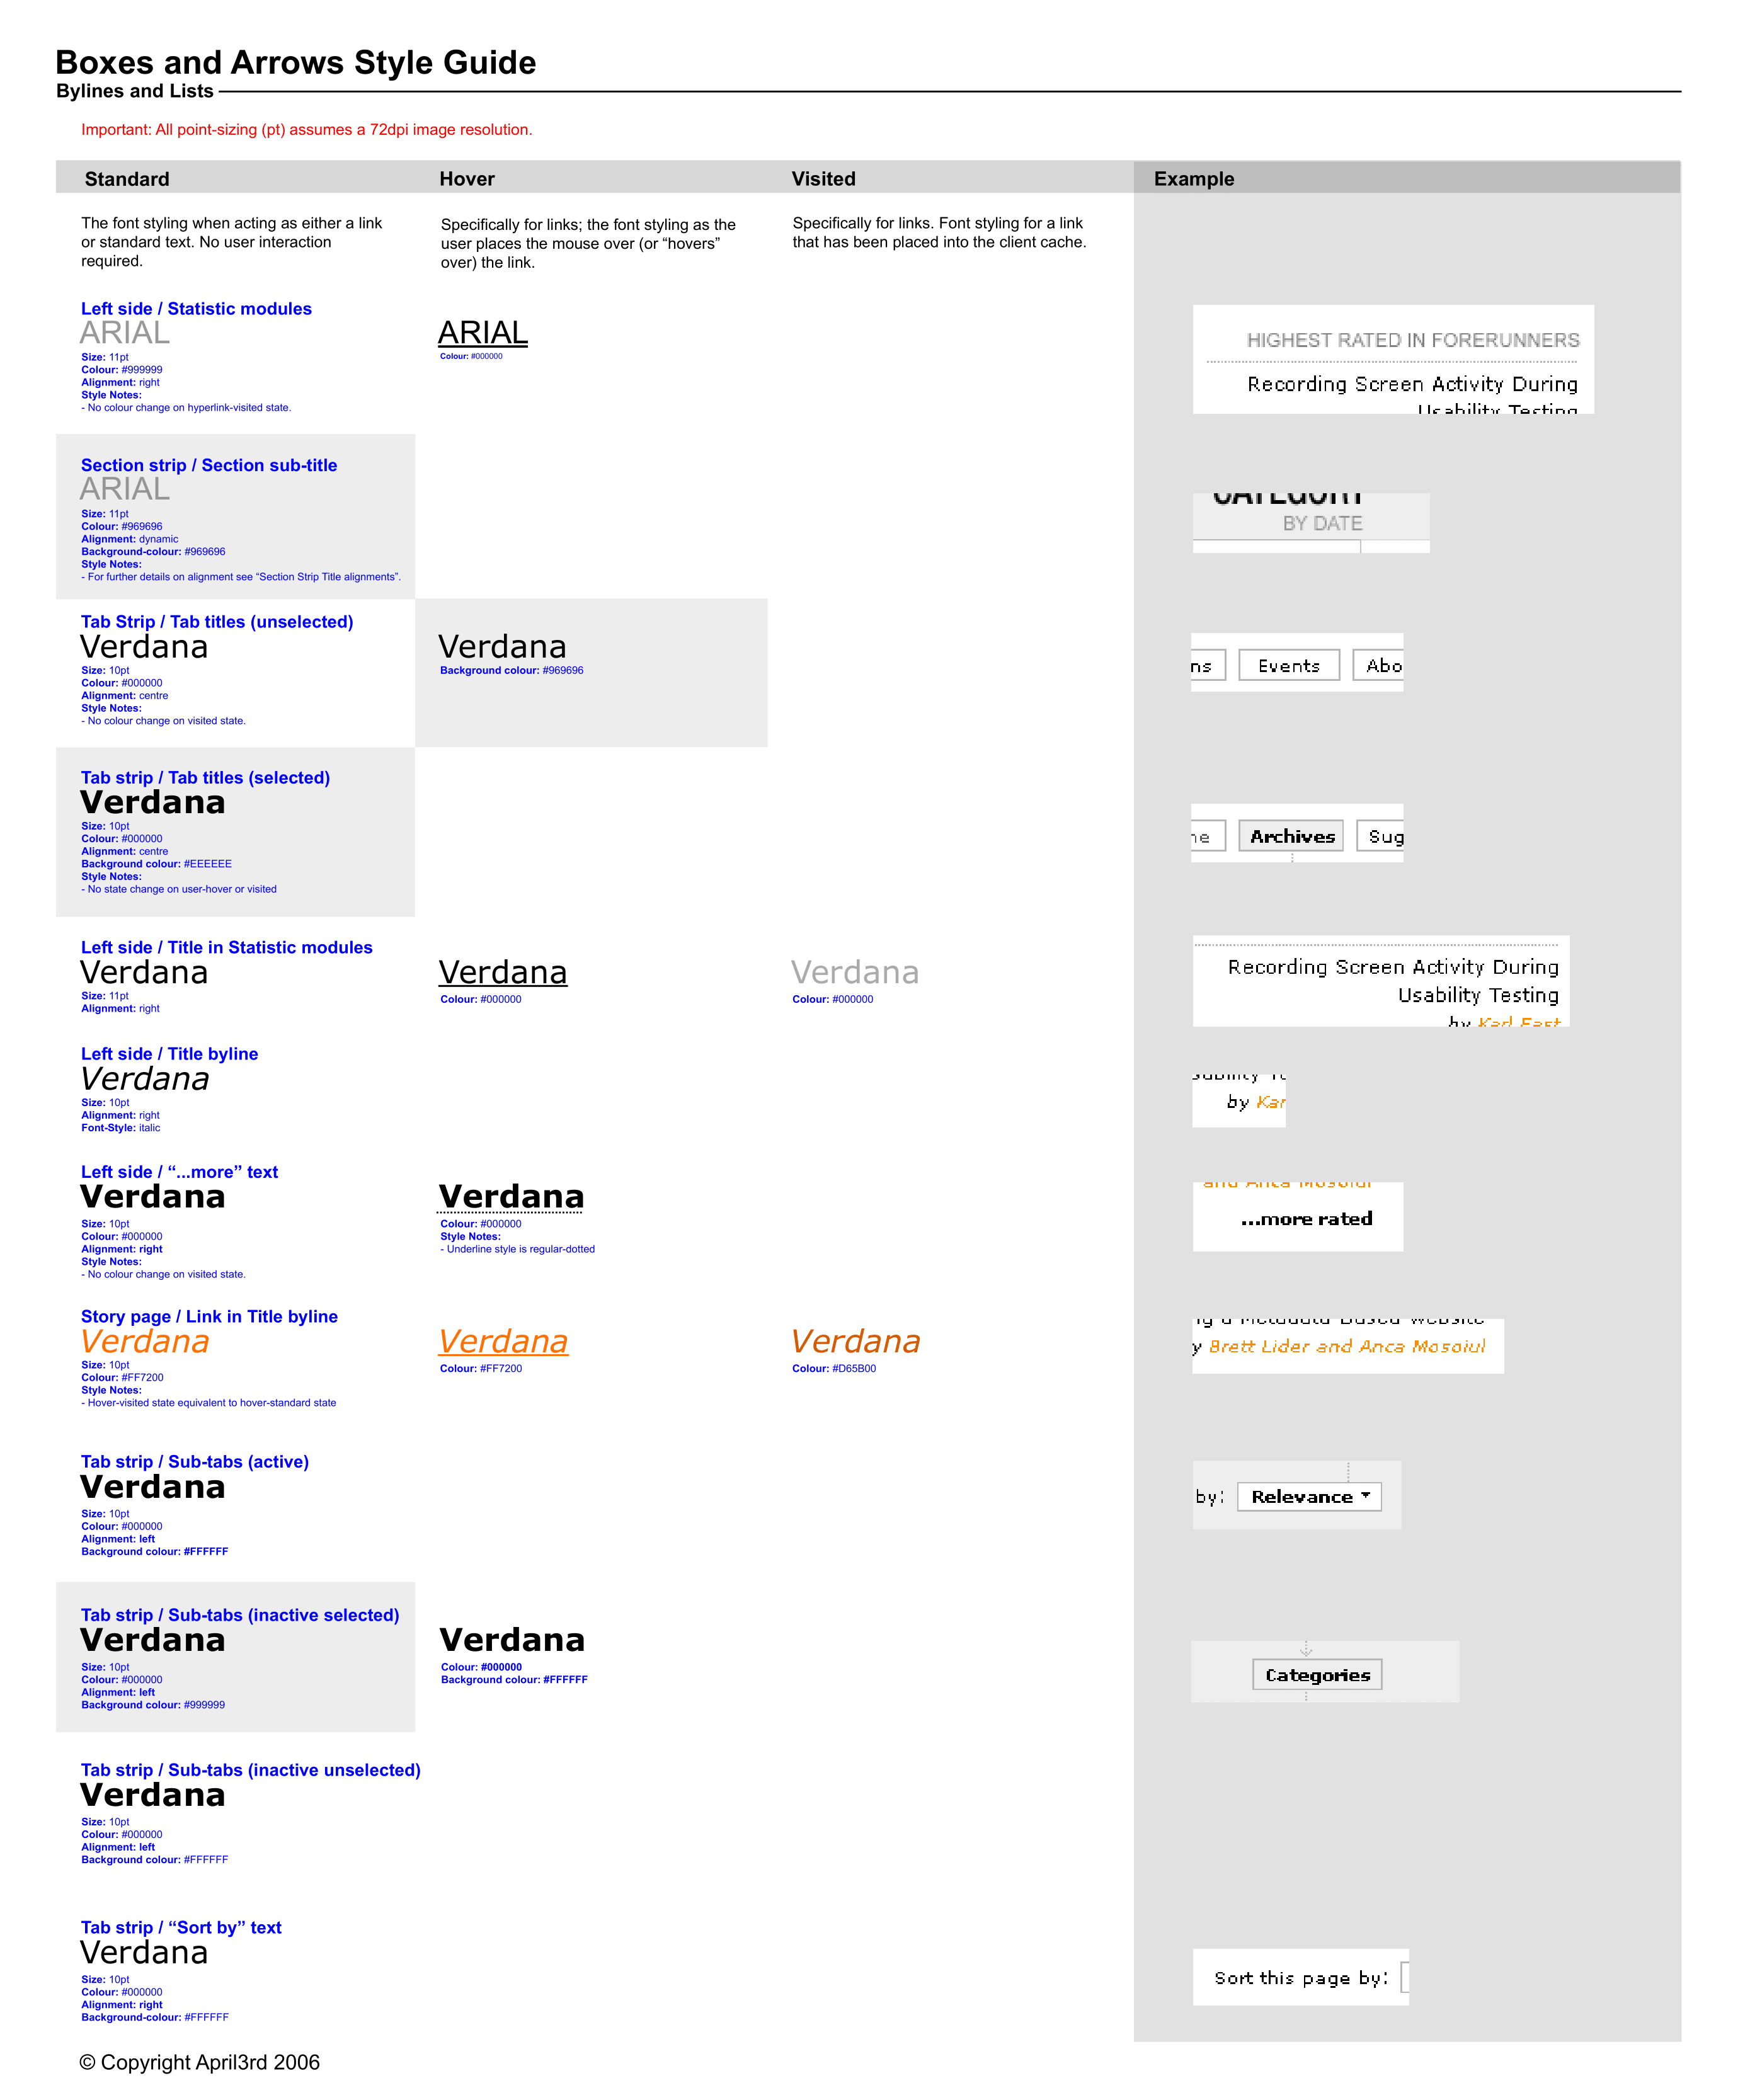 Boxes and Arrows Style Guide
Bylines and Lists
Important: All point-sizing (pt) assumes a 72dpi image resolution.
Standard
Hover
Visited
Example
The font styling when acting as either a link
or standard text. No user interaction
required.
Specifically for links; the font styling as the
user places the mouse over (or “hovers”
over) the link.
Specifically for links. Font styling for a link
that has been placed into the client cache.
Left side / Statistic modules
ARIAL
Size: 11pt
Colour: #999999
Alignment: right
Style Notes:
- No colour change on hyperlink-visited state.
ARIAL
Colour: #000000
HIGHEST RATED IN FORERUNNERS
Recording Screen Activity During
Usability Testing
Section strip / Section sub-title
ARIAL
Size: 11pt
Colour: #969696
Alignment: dynamic
Background-colour: #969696
Style Notes:
- For further details on alignment see “Section Strip Title alignments”.
CATEGORY
BY DATE
Tab Strip / Tab titles (unselected)
Verdana
Size: 10pt
Colour: #000000
Alignment: centre
Style Notes:
- No colour change on visited state.
Verdana
Background colour: #969696
ns Events Abo
Tab strip / Tab titles (selected)
Verdana
Size: 10pt
Colour: #000000
Alignment: centre
Background colour: #EEEEEE
Style Notes:
- No state change on user-hover or visited
ne Archives Sug
Left side / Title in Statistic modules
Verdana
Size: 11pt
Alignment: right
Verdana
Colour: #000000
Verdana
Colour: #000000
Recording Screen Activity During
Usability Testing
by
Left side / Title byline
Verdana
Size: 10pt
Alignment: right
Font-Style: italic
by Kar
Left side / “...more” text
Verdana
Size: 10pt
Colour: #000000
Alignment: right
Style Notes:
- No colour change on visited state.
Verdana
Colour: #000000
Style Notes:
- Underline style is regular-dotted
and Anca Mosoiul
...more rated
Story page / Link in Title byline
Verdana
Size: 10pt
Colour: #FF7200
Style Notes:
- Hover-visited state equivalent to hover-standard state
Verdana
Colour: #FF7200
Verdana
Colour: #D65B00
ng a Metadata Based Website
y Brett Lider and Anca Mosoiul
Tab strip / Sub-tabs (active)
Verdana
Size: 10pt
Colour: #000000
Alignment: left
Background colour: #FFFFFF
by: Relevance
Tab strip / Sub-tabs (inactive selected)
Verdana
Size: 10pt
Colour: #000000
Alignment: left
Background colour: #999999
Verdana
Colour: #000000
Background colour: #FFFFFF
Categories
Tab strip / Sub-tabs (inactive unselected)
Verdana
Size: 10pt
Colour: #000000
Alignment: left
Background colour: #FFFFFF
Tab strip / “Sort by” text
Verdana
Size: 10pt
Colour: #000000
Alignment: right
Background-colour: #FFFFFF
Sort this page by:
© Copyright April3rd 2006